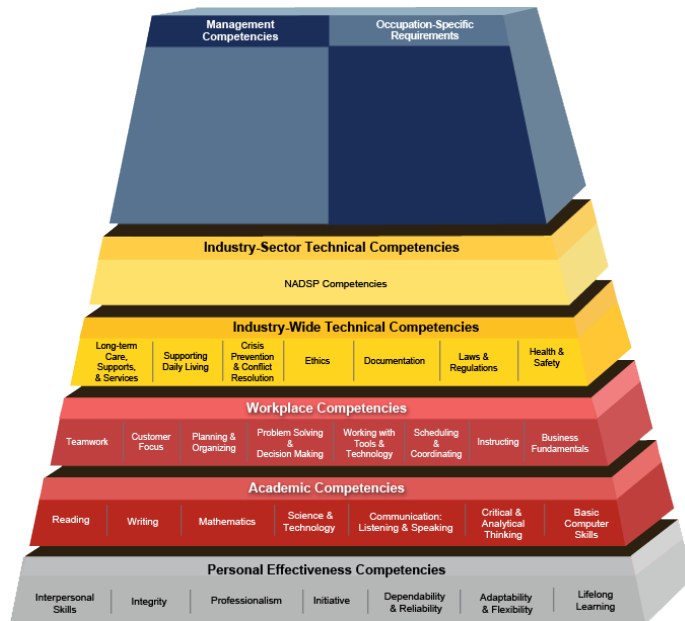 Management
Competencies
Occupation-Specific
Requirements
Industry-Sector Technical Competencies
NADSP Competencies
Industry-Wide Technical Competencies
Long-term
Care,
Supports,
& Services
Supporting
Daily Living
Crisis
Prevention
& Conflict
Resolution
Ethics
Documentation
Laws &
Regulations
Health &
Safety
Workplace Competencies
Teamwork
Customer
Focus
Planning &
Organizing
Problem Solving
&
Decision Making
Working with
Tools &
Technology
Scheduling
&
Coordinating
Instructing
Business
Fundamentals
Academic Competencies
Reading
Writing
Mathematics
Science &
Technology
Communication:
Listening & Speaking
Critical &
Analytical
Thinking
Basic
Computer
Skills
Personal Effectiveness Competencies
Interpersonal
Skills
Integrity
Professionalism
Initiative
Dependability
& Reliability
Adaptability
& Flexibility
Lifelong
Learning